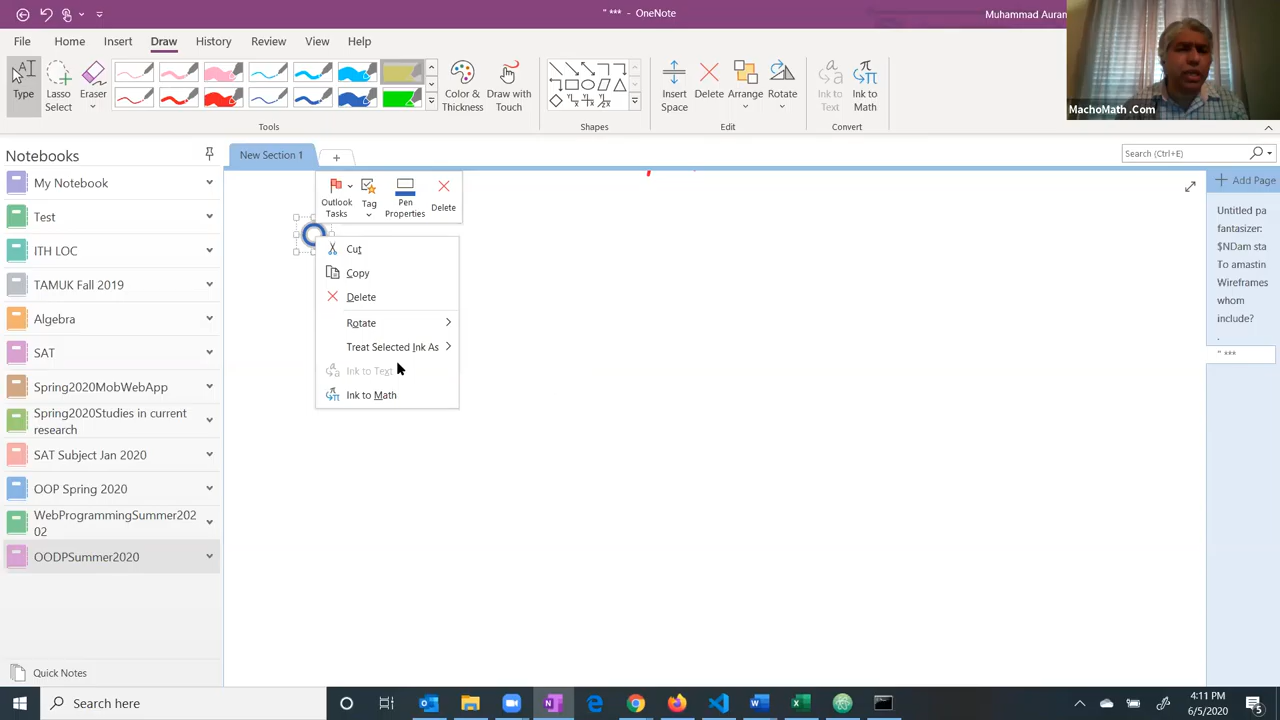 " *** - OneNote
Muhammad Auran
File Home Insert Draw History Review View Help
Type
Lasso Select
Eraser
Color & Thickness
Draw with Touch
Insert Space
Delete
Arrange
Rotate
Ink to Text
Ink to Math
Tools
Shapes
Edit
Convert
MachoMath .Com
Notebooks
New Section 1
Search (Ctrl+E)
My Notebook
Test
ITH LOC
TAMUK Fall 2019
Algebra
SAT
Spring2020MobWebApp
Spring2020Studies in current
research
SAT Subject Jan 2020
OOP Spring 2020
WebProgrammingSummer202
02
OODPSummer2020
Quick Notes
Outlook Tasks
Tag
Pen Properties
Delete
Cut
Copy
Delete
Rotate
Treat Selected Ink As
Ink to Text
Ink to Math
Add Page
Untitled pa
fantasizer:
$NDam sta
To amastin
Wireframes
whom
include?
.
" ***
Search here
4:11 PM
6/5/2020
5